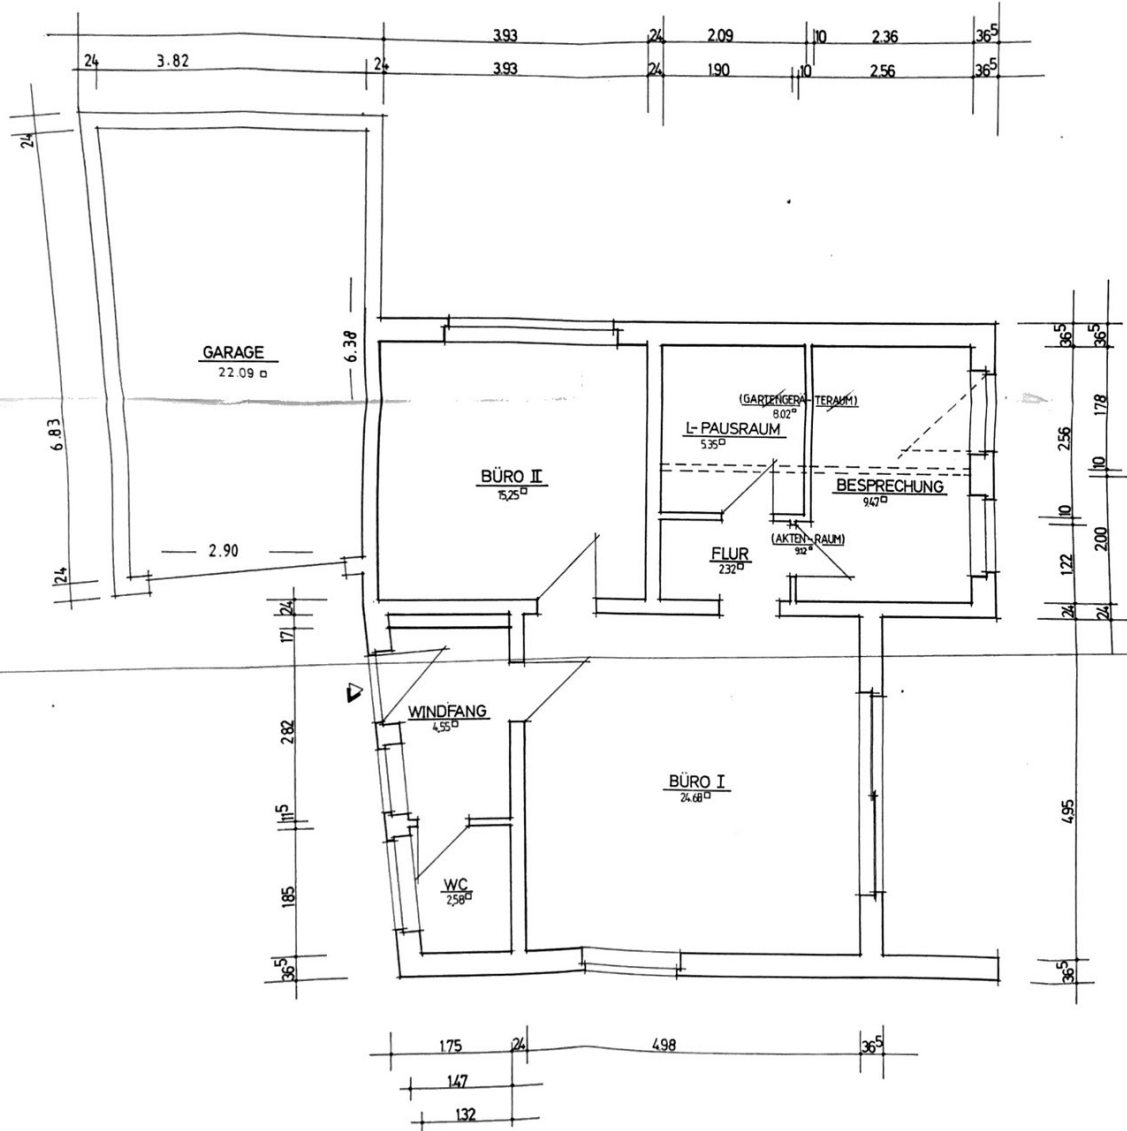 3.93 24 2.09 10 2.36 36⁵
24 3.82 24 3.93 24 1.90 10 2.56 36⁵
24
6.83
24
GARAGE
22.09 □
6.38
2.90
BÜRO II
15,25□
(GARTENGERÄ-TERAUM)
8.02□
L-PAUSRAUM
5.35□
BESPRECHUNG
9.47□
(AKTEN-RAUM)
9.12□
FLUR
2.32□
36⁵ 36⁵
2.56 1.78
10 10
1.22 2.00
24 24
4.95
36⁵
24
17
2.82
11⁵
1.85
36⁵
WINDFANG
4.55□
BÜRO I
24.68□
WC
2,58□
1.75 24 4.98 36⁵
1.47
1.32